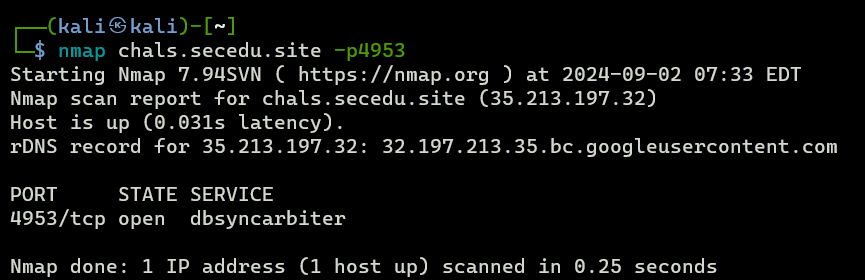 ┌──(kali㉿kali)-[~]
└─$ nmap chals.secedu.site -p4953
Starting Nmap 7.94SVN ( https://nmap.org ) at 2024-09-02 07:33 EDT
Nmap scan report for chals.secedu.site (35.213.197.32)
Host is up (0.031s latency).
rDNS record for 35.213.197.32: 32.197.213.35.bc.googleusercontent.com

PORT     STATE SERVICE
4953/tcp open  dbsyncarbiter

Nmap done: 1 IP address (1 host up) scanned in 0.25 seconds